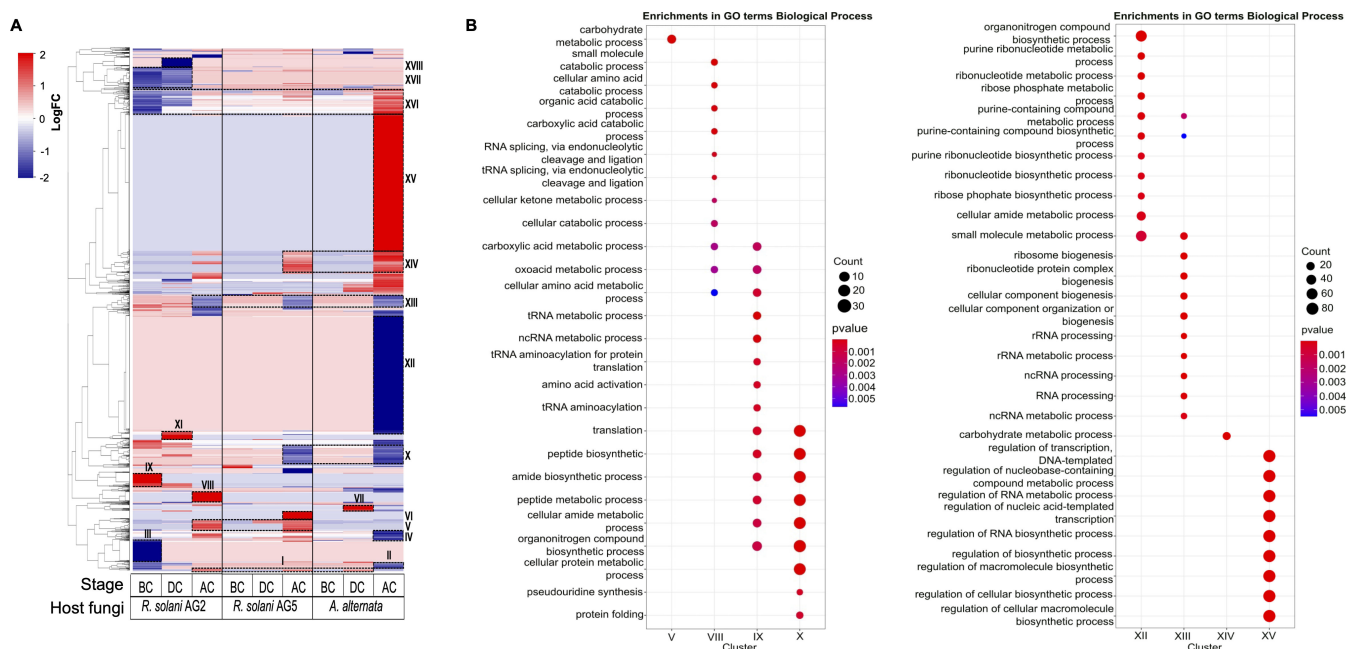 A
2
1
0
-1
-2
LogFC
XVIII
XVII
XVI
XV
XIV
XIII
XII
XI
X
IX
VIII
VII
VI
V
IV
III
II
I
Stage BC DC AC BC DC AC BC DC AC
Host fungi R. solani AG2 R. solani AG5 A. alternata
B
Enrichments in GO terms Biological Process
carbohydrate
metabolic process
small molecule
catabolic process
cellular amino acid
catabolic process
organic acid catabolic
process
carboxylic acid catabolic
process
RNA splicing, via endonucleolytic
cleavage and ligation
tRNA splicing, via endonucleolytic
cleavage and ligation
cellular ketone metabolic process
cellular catabolic process
carboxylic acid metabolic process
oxoacid metabolic process
cellular amino acid metabolic
process
tRNA metabolic process
ncRNA metabolic process
tRNA aminoacylation for protein
translation
amino acid activation
tRNA aminoacylation
translation
peptide biosynthetic
amide biosynthetic process
peptide metabolic process
cellular amide metabolic
process
organonitrogen compound
biosynthetic process
cellular protein metabolic
process
pseudouridine synthesis
protein folding
V VIII IX X
Cluster
Count
10
20
30
pvalue
0.001
0.002
0.003
0.004
0.005
Enrichments in GO terms Biological Process
organonitrogen compound
biosynthetic process
purine ribonucleotide metabolic
process
ribonucleotide metabolic process
ribose phosphate metabolic
process
purine-containing compound
metabolic process
purine-containing compound biosynthetic
process
purine ribonucleotide biosynthetic process
ribonucleotide biosynthetic process
ribose phophate biosynthetic process
cellular amide metabolic process
small molecule metabolic process
ribosome biogenesis
ribonucleotide protein complex
biogenesis
cellular component biogenesis
cellular component organization or
biogenesis
rRNA processing
rRNA metabolic process
ncRNA processing
RNA processing
ncRNA metabolic process
carbohydrate metabolic process
regulation of transcription,
DNA-templated
regulation of nucleobase-containing
compound metabolic process
regulation of RNA metabolic process
regulation of nucleic acid-templated
transcription
regulation of RNA biosynthetic process
regulation of biosynthetic process
regulation of macromolecule biosynthetic
process
regulation of cellular biosynthetic process
regulation of cellular macromolecule
biosynthetic process
XII XIII XIV XV
Cluster
Count
20
40
60
80
pvalue
0.001
0.002
0.003
0.004
0.005